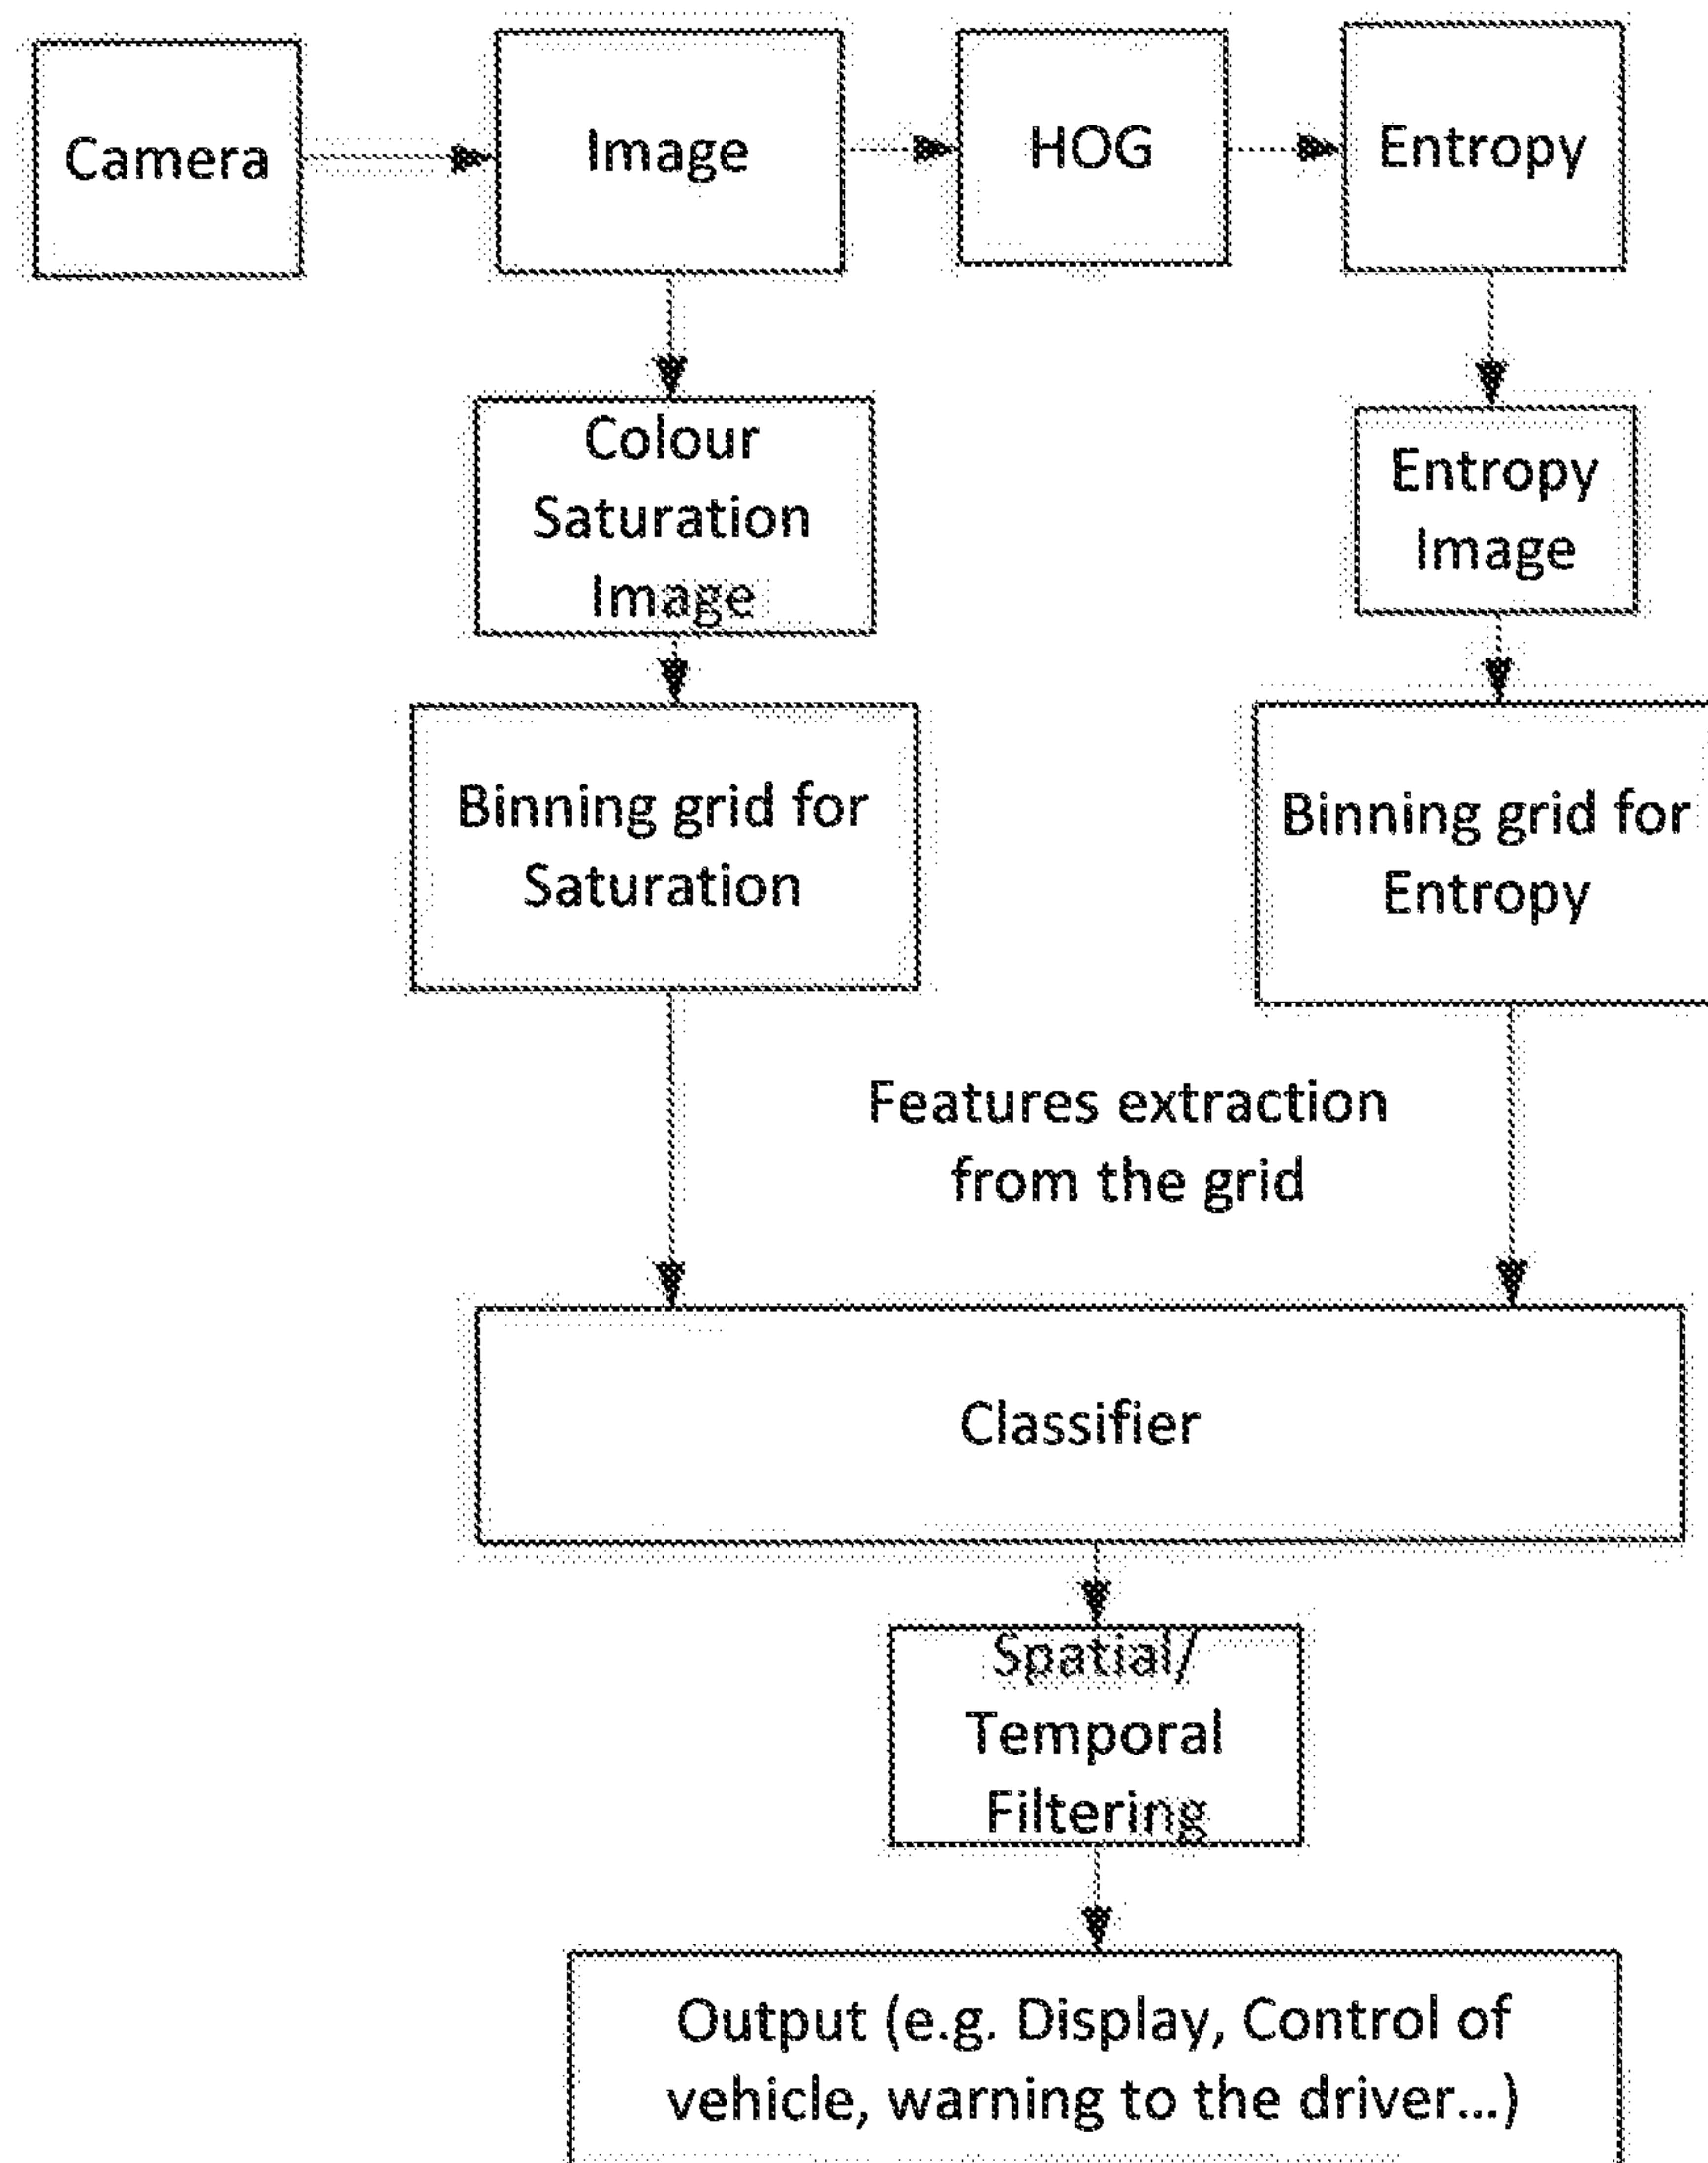 Camera
Image
HOG
Entropy
Colour
Saturation
Image
Entropy
Image
Binning grid for
Saturation
Binning grid for
Entropy
Features extraction
from the grid
Classifier
Spatial/
Temporal
Filtering
Output (e.g. Display, Control of
vehicle, warning to the driver...)